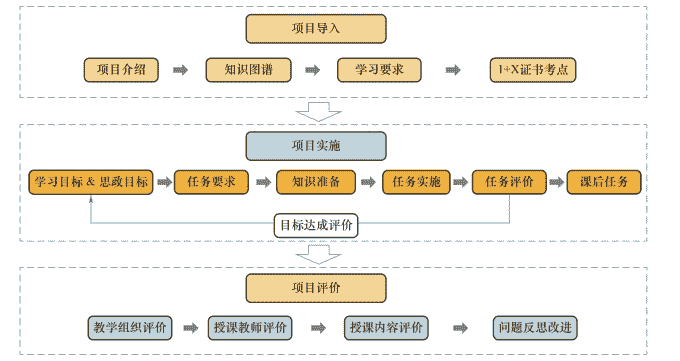 项目导入
项目介绍
知识图谱
学习要求
1+X证书考点
项目实施
学习目标 & 思政目标
任务要求
知识准备
任务实施
任务评价
课后任务
目标达成评价
项目评价
教学组织评价
授课教师评价
授课内容评价
问题反思改进